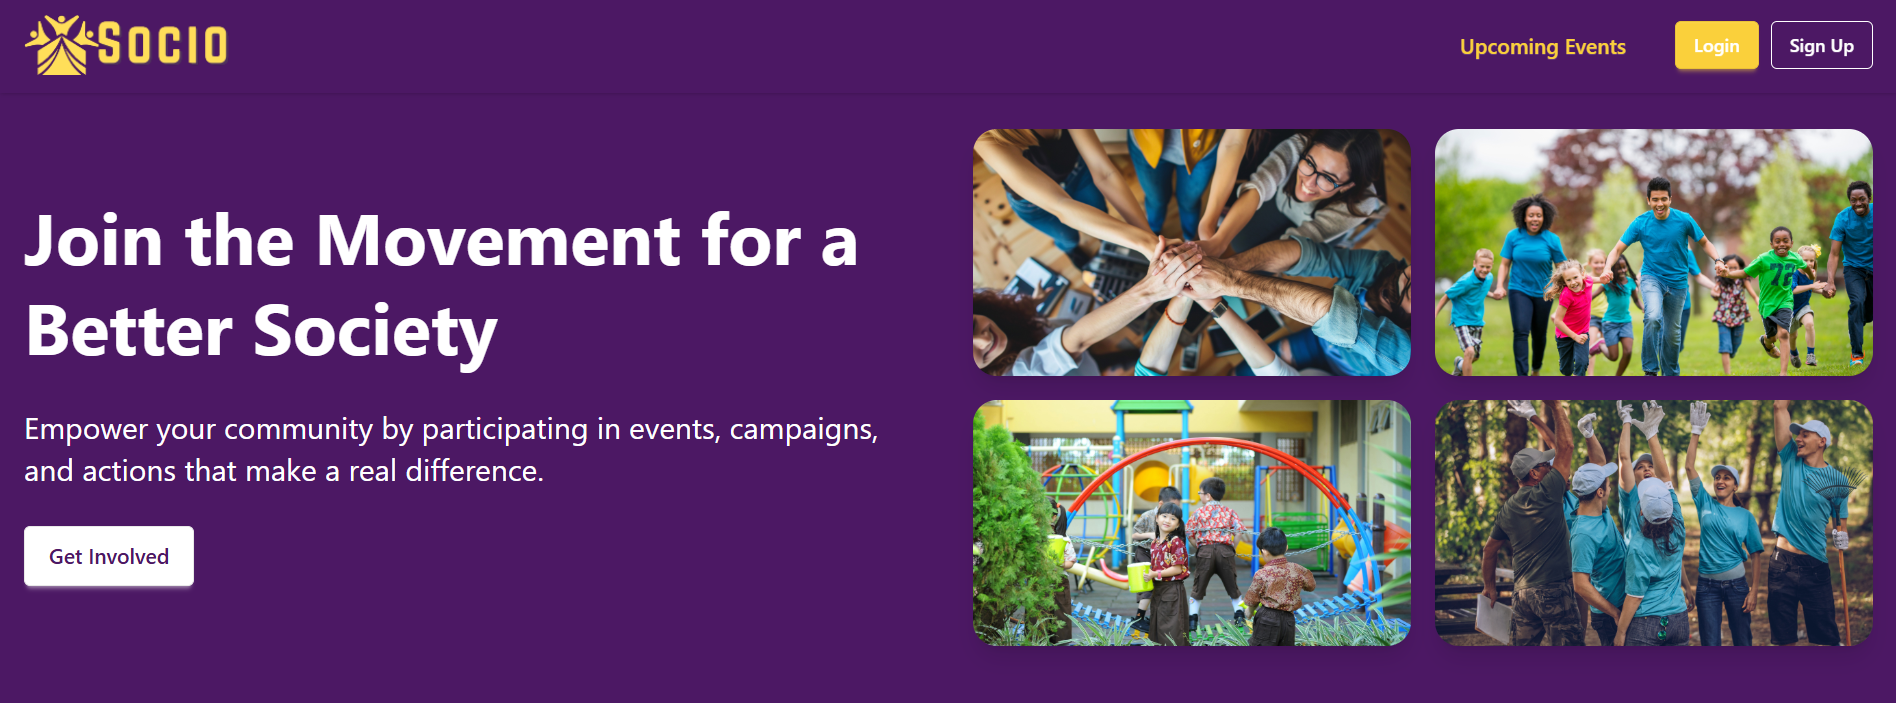 Socio
Upcoming Events
Login
Sign Up
Join the Movement for a
Better Society
Empower your community by participating in events, campaigns,
and actions that make a real difference.
Get Involved
72